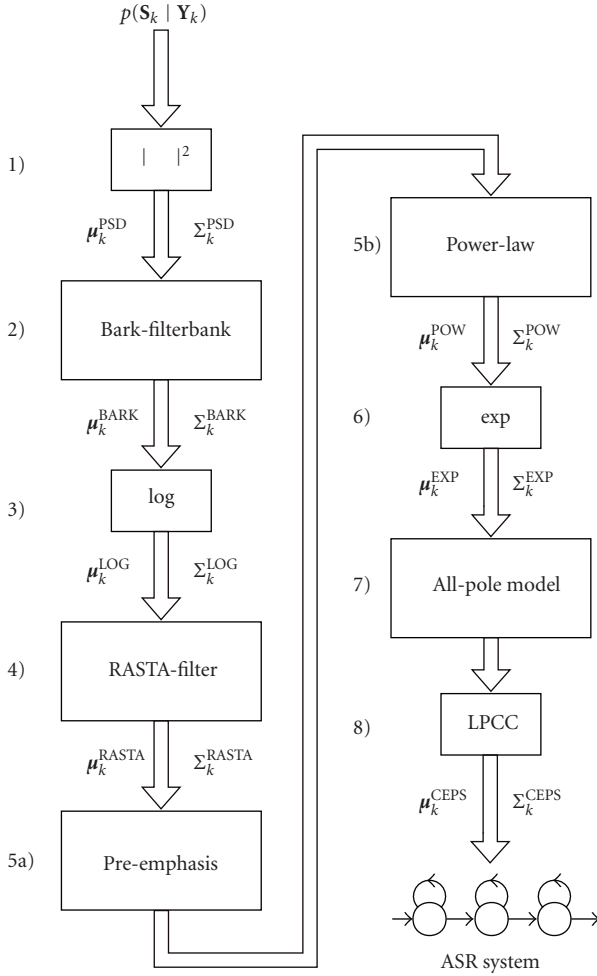 p(S_k | Y_k)
1)
| |^2
μ_k^PSD Σ_k^PSD
2)
Bark-filterbank
μ_k^BARK Σ_k^BARK
3)
log
μ_k^LOG Σ_k^LOG
4)
RASTA-filter
μ_k^RASTA Σ_k^RASTA
5a)
Pre-emphasis
5b)
Power-law
μ_k^POW Σ_k^POW
6)
exp
μ_k^EXP Σ_k^EXP
7)
All-pole model
8)
LPCC
μ_k^CEPS Σ_k^CEPS
ASR system